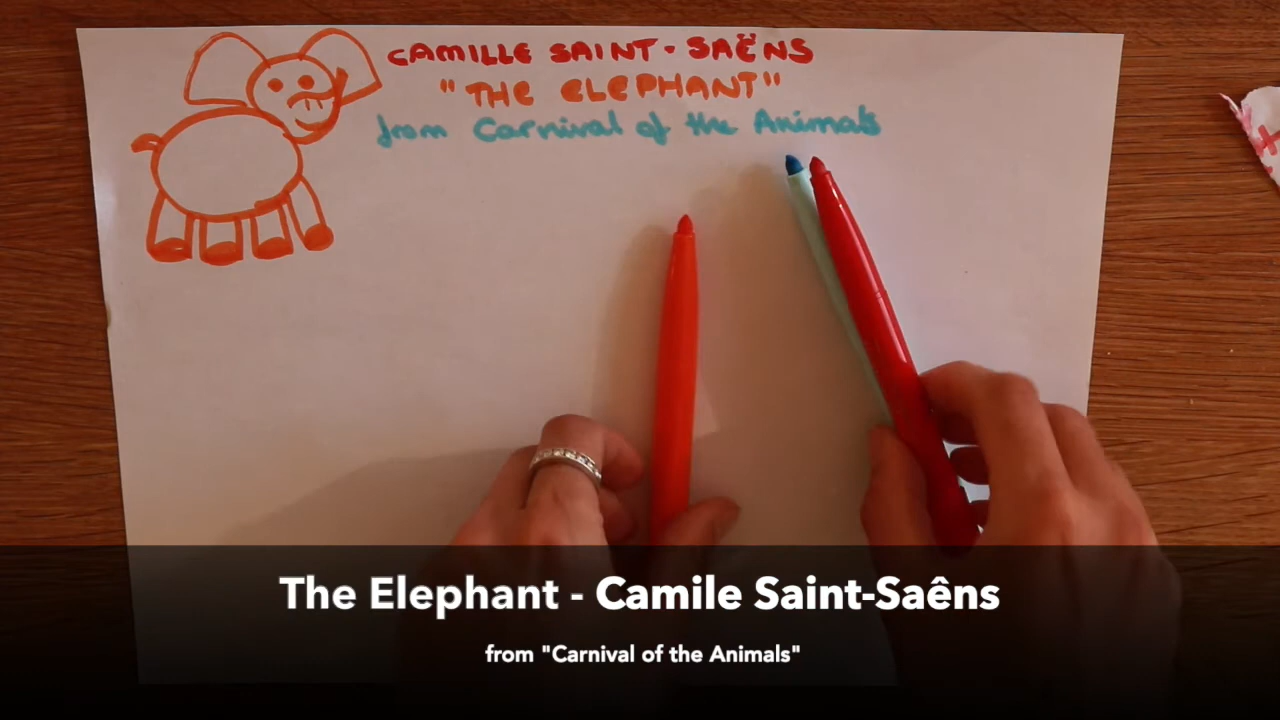 CAMILLE SAINT-SAËNS
"THE ELEPHANT"
from Carnival of the Animals
The Elephant - Camile Saint-Saêns
from "Carnival of the Animals"